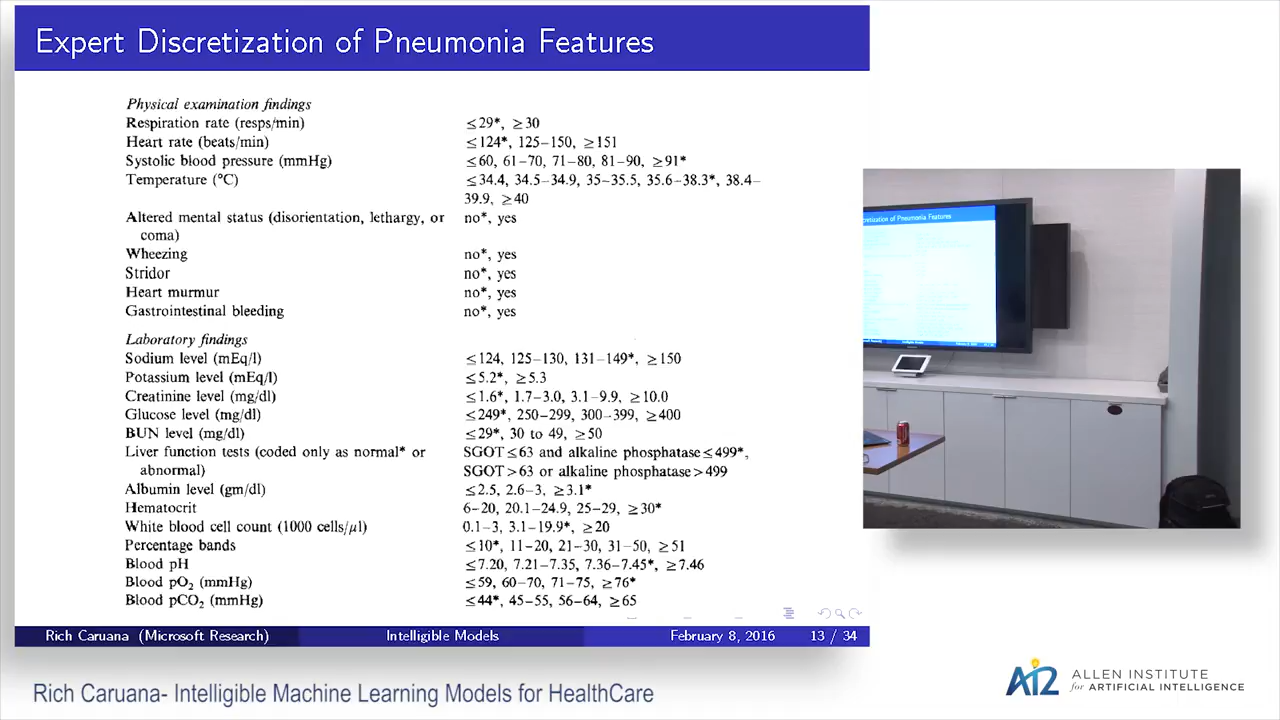 Expert Discretization of Pneumonia Features
Physical examination findings
Respiration rate (resps/min) ≤29*, ≥30
Heart rate (beats/min) ≤124*, 125–150, ≥151
Systolic blood pressure (mmHg) ≤60, 61–70, 71–80, 81–90, ≥91*
Temperature (°C) ≤34.4, 34.5–34.9, 35–35.5, 35.6–38.3*, 38.4–
39.9, ≥40
Altered mental status (disorientation, lethargy, or no*, yes
coma)
Wheezing no*, yes
Stridor no*, yes
Heart murmur no*, yes
Gastrointestinal bleeding no*, yes
Laboratory findings
Sodium level (mEq/l) ≤124, 125–130, 131–149*, ≥150
Potassium level (mEq/l) ≤5.2*, ≥5.3
Creatinine level (mg/dl) ≤1.6*, 1.7–3.0, 3.1–9.9, ≥10.0
Glucose level (mg/dl) ≤249*, 250–299, 300–399, ≥400
BUN level (mg/dl) ≤29*, 30 to 49, ≥50
Liver function tests (coded only as normal* or SGOT≤63 and alkaline phosphatase≤499*,
abnormal) SGOT>63 or alkaline phosphatase>499
Albumin level (gm/dl) ≤2.5, 2.6–3, ≥3.1*
Hematocrit 6–20, 20.1–24.9, 25–29, ≥30*
White blood cell count (1000 cells/μl) 0.1–3, 3.1–19.9*, ≥20
Percentage bands ≤10*, 11–20, 21–30, 31–50, ≥51
Blood pH ≤7.20, 7.21–7.35, 7.36–7.45*, ≥7.46
Blood pO₂ (mmHg) ≤59, 60–70, 71–75, ≥76*
Blood pCO₂ (mmHg) ≤44*, 45–55, 56–64, ≥65
Rich Caruana (Microsoft Research) Intelligible Models February 8, 2016 13 / 34
of Pneumonia Features
Rich Caruana- Intelligible Machine Learning Models for HealthCare
AI2 ALLEN INSTITUTE
for ARTIFICIAL INTELLIGENCE